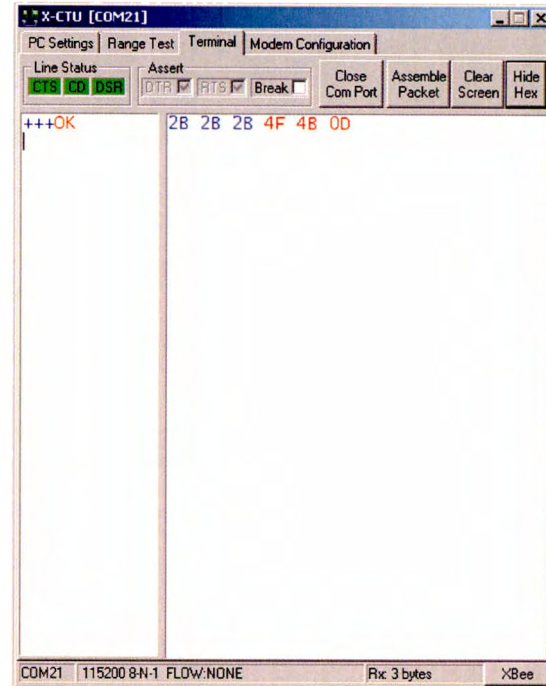 X-CTU [COM21]
PC Settings Range Test Terminal Modem Configuration
Line Status
CTS CD DSR
Assert
DTR RTS Break
Close Com Port
Assemble Packet
Clear Screen
Hide Hex
+++OK
2B 2B 2B 4F 4B 0D
COM21 115200 8-N-1 FLOW:NONE Rx: 3 bytes XBee